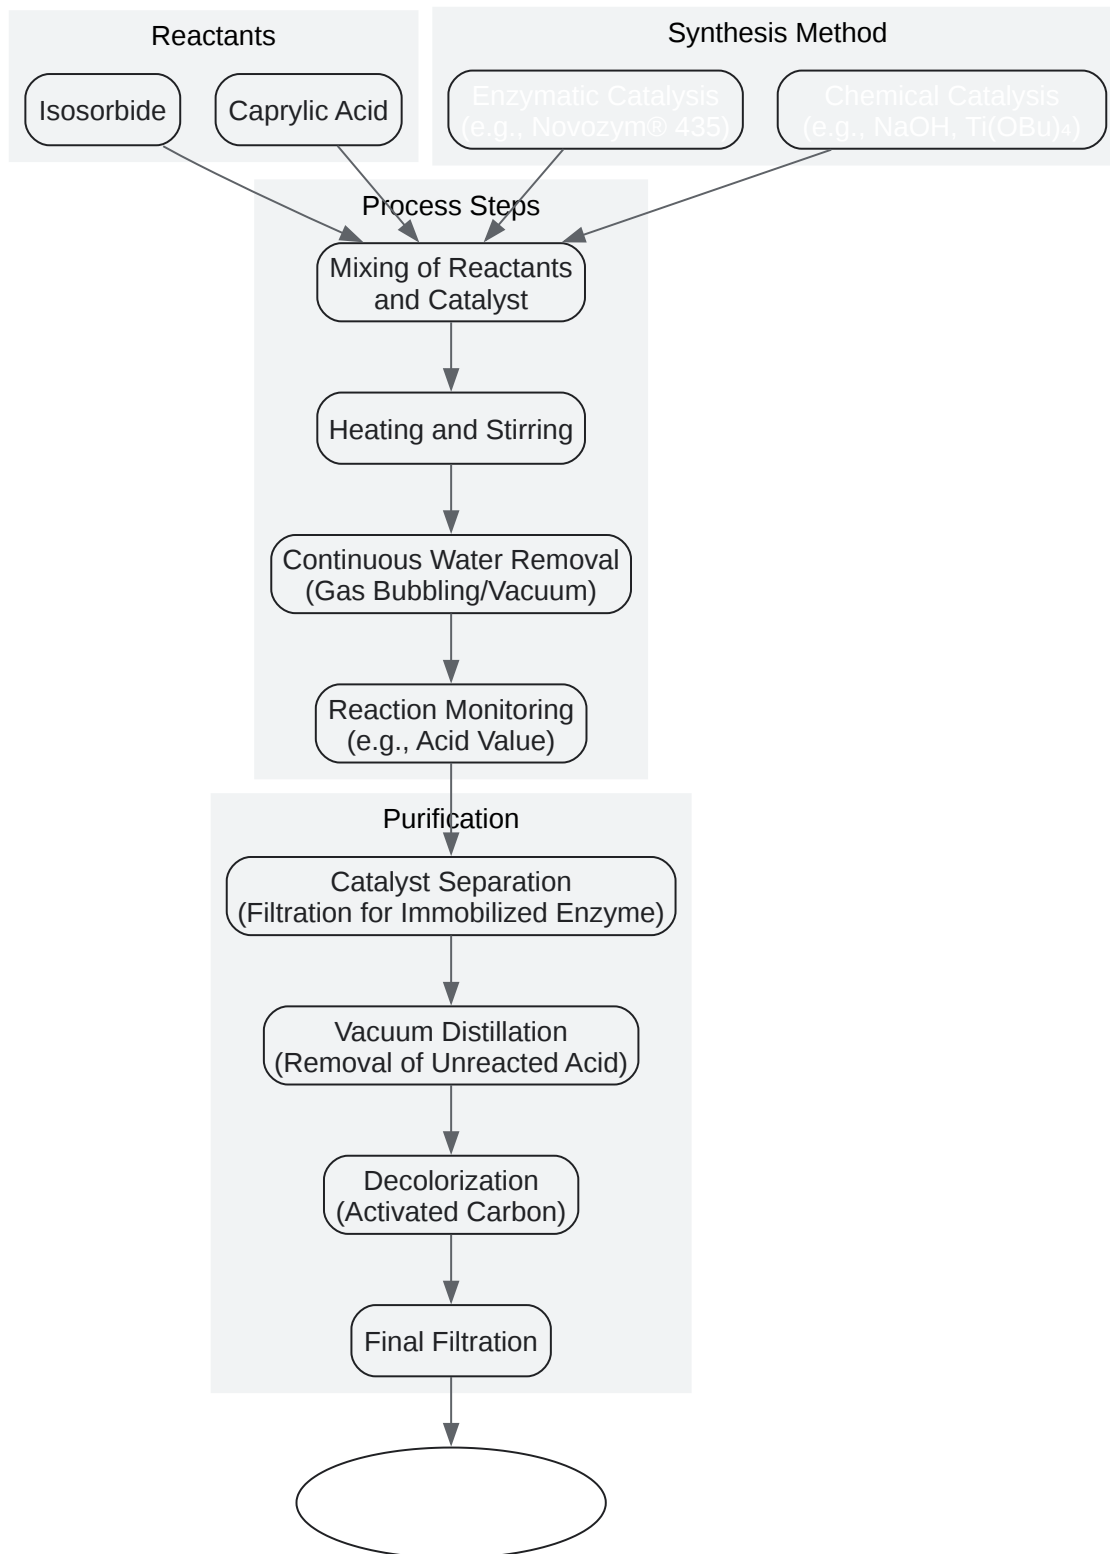 Reactants
Synthesis Method
Isosorbide
Caprylic Acid
Enzymatic Catalysis
(e.g., Novozym® 435)
Chemical Catalysis
(e.g., NaOH, Ti(OBu)₄)
Process Steps
Mixing of Reactants
and Catalyst
Heating and Stirring
Continuous Water Removal
(Gas Bubbling/Vacuum)
Reaction Monitoring
(e.g., Acid Value)
Purification
Catalyst Separation
(Filtration for Immobilized Enzyme)
Vacuum Distillation
(Removal of Unreacted Acid)
Decolorization
(Activated Carbon)
Final Filtration